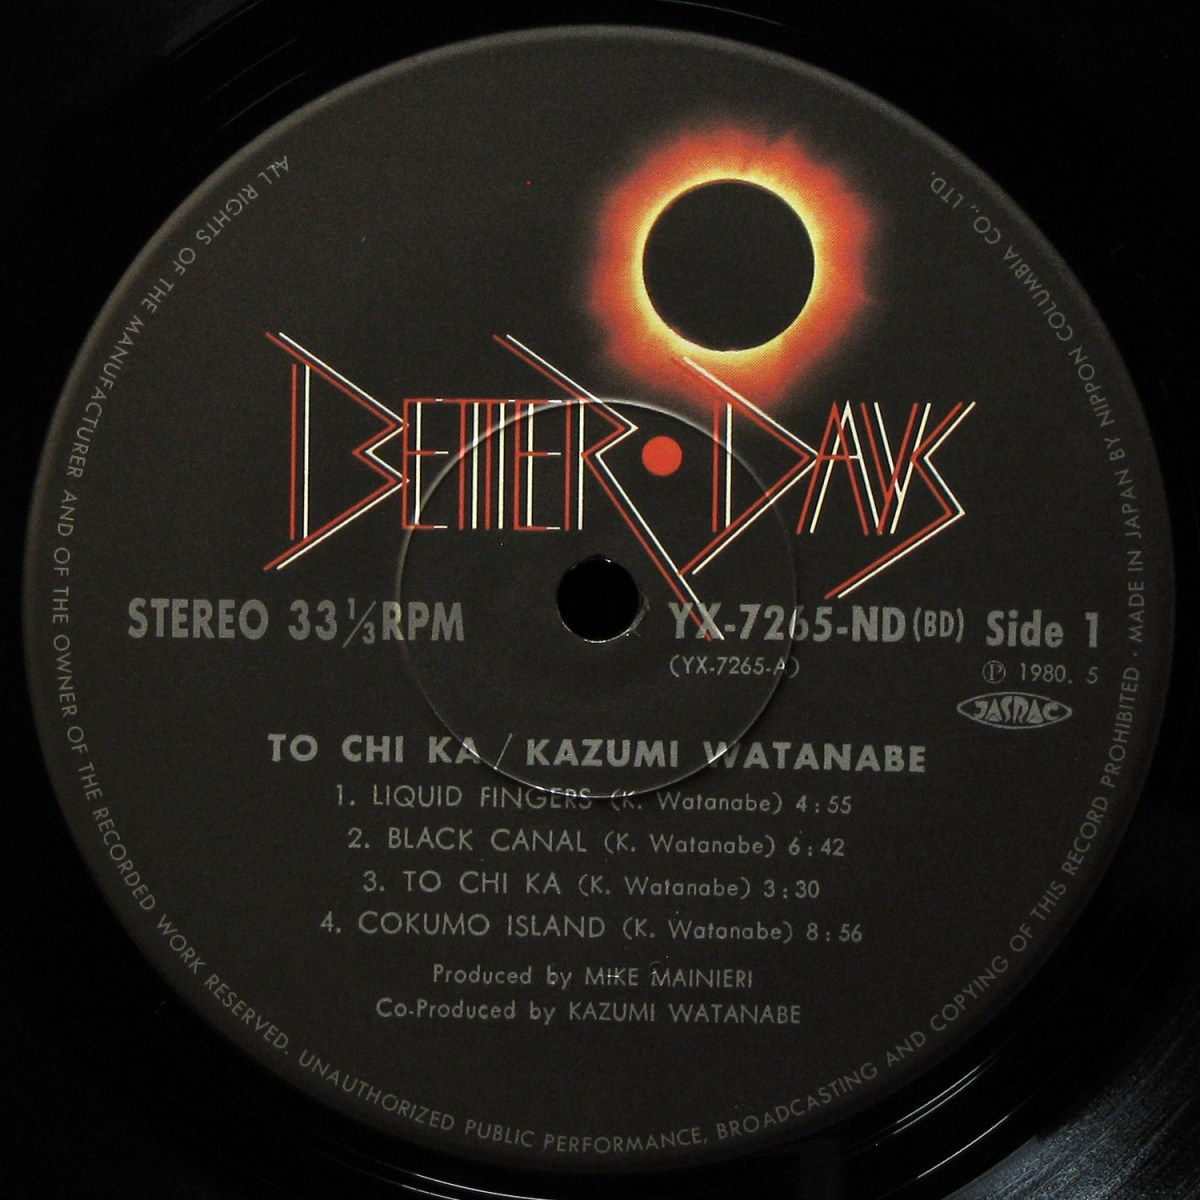 BETTER • DAYS
STEREO 33 1/3 RPM
YX-7265-ND (BD) Side 1
(YX-7265-A)
Ⓟ 1980. 5
JASRAC
TO CHI KA / KAZUMI WATANABE
1. LIQUID FINGERS (K. Watanabe) 4:55
2. BLACK CANAL (K. Watanabe) 6:42
3. TO CHI KA (K. Watanabe) 3:30
4. COKUMO ISLAND (K. Watanabe) 8:56
Produced by MIKE MAINIERI
Co-Produced by KAZUMI WATANABE
ALL RIGHTS OF THE MANUFACTURER AND OF THE OWNER OF THE RECORDED WORK RESERVED. UNAUTHORIZED PUBLIC PERFORMANCE, BROADCASTING AND COPYING OF THIS RECORD PROHIBITED · MADE IN JAPAN BY NIPPON COLUMBIA CO., LTD.